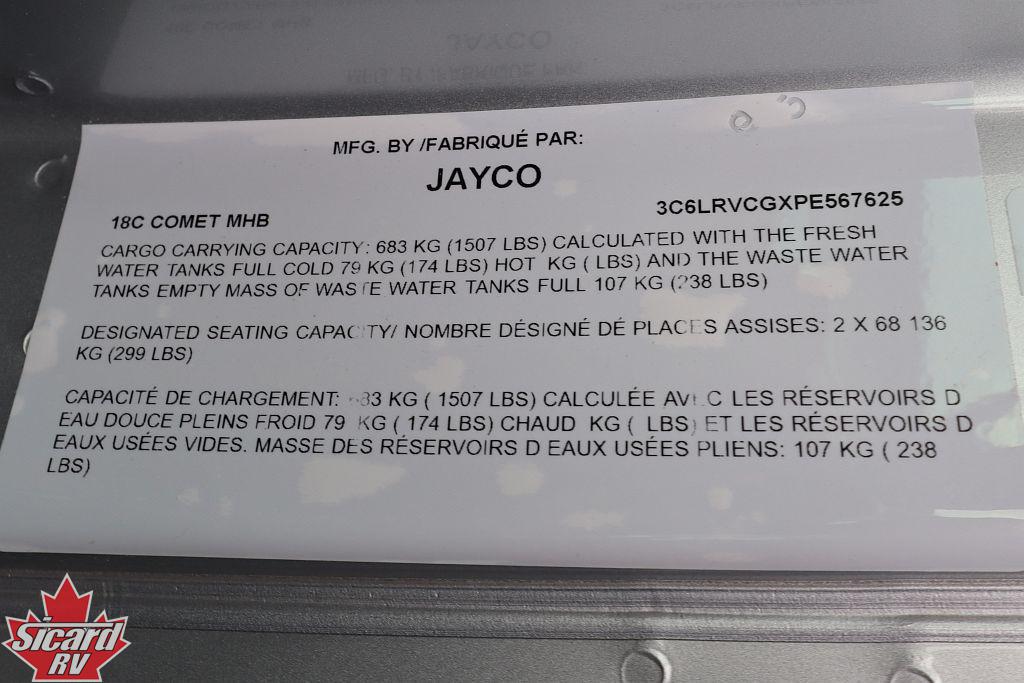 MFG. BY /FABRIQUÉ PAR:
JAYCO
18C COMET MHB
3C6LRVCGXPE567625
CARGO CARRYING CAPACITY: 683 KG (1507 LBS) CALCULATED WITH THE FRESH
WATER TANKS FULL COLD 79 KG (174 LBS) HOT KG ( LBS) AND THE WASTE WATER
TANKS EMPTY MASS OF WASTE WATER TANKS FULL 107 KG (238 LBS)
DESIGNATED SEATING CAPACITY/ NOMBRE DÉSIGNÉ DÉ PLACES ASSISES: 2 X 68 136
KG (299 LBS)
CAPACITÉ DE CHARGEMENT: 683 KG ( 1507 LBS) CALCULÉE AVEC LES RÉSERVOIRS D
EAU DOUCE PLEINS FROID 79 KG ( 174 LBS) CHAUD KG ( LBS) ET LES RÉSERVOIRS D
EAUX USÉES VIDES. MASSE DES RÉSERVOIRS D EAUX USÉES PLIENS: 107 KG ( 238
LBS)
Sicard
RV